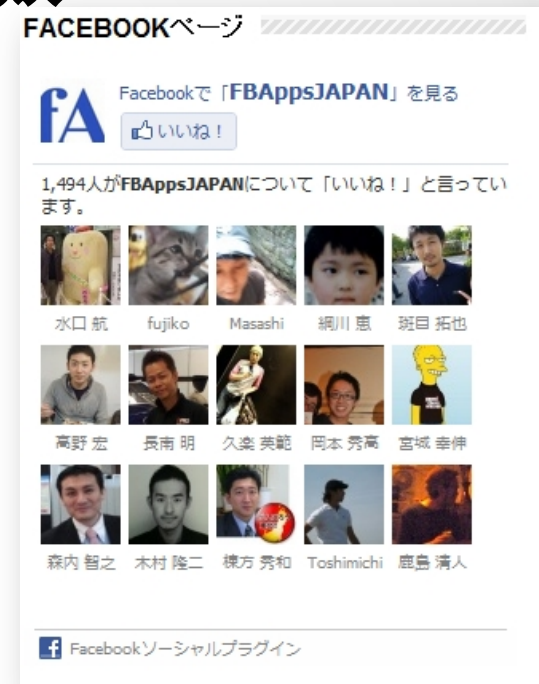 FACEBOOKページ
fA
Facebookで「FBAppsJAPAN」を見る
いいね！
1,494人がFBAppsJAPANについて「いいね！」と言ってい
ます。
水口 航 fujiko Masashi 綱川 恵 斑目 拓也
高野 宏 長南 明 久楽 英範 岡本 秀高 宮城 幸伸
森内 智之 木村 隆二 棟方 秀和 Toshimichi 鹿島 清人
Facebookソーシャルプラグイン